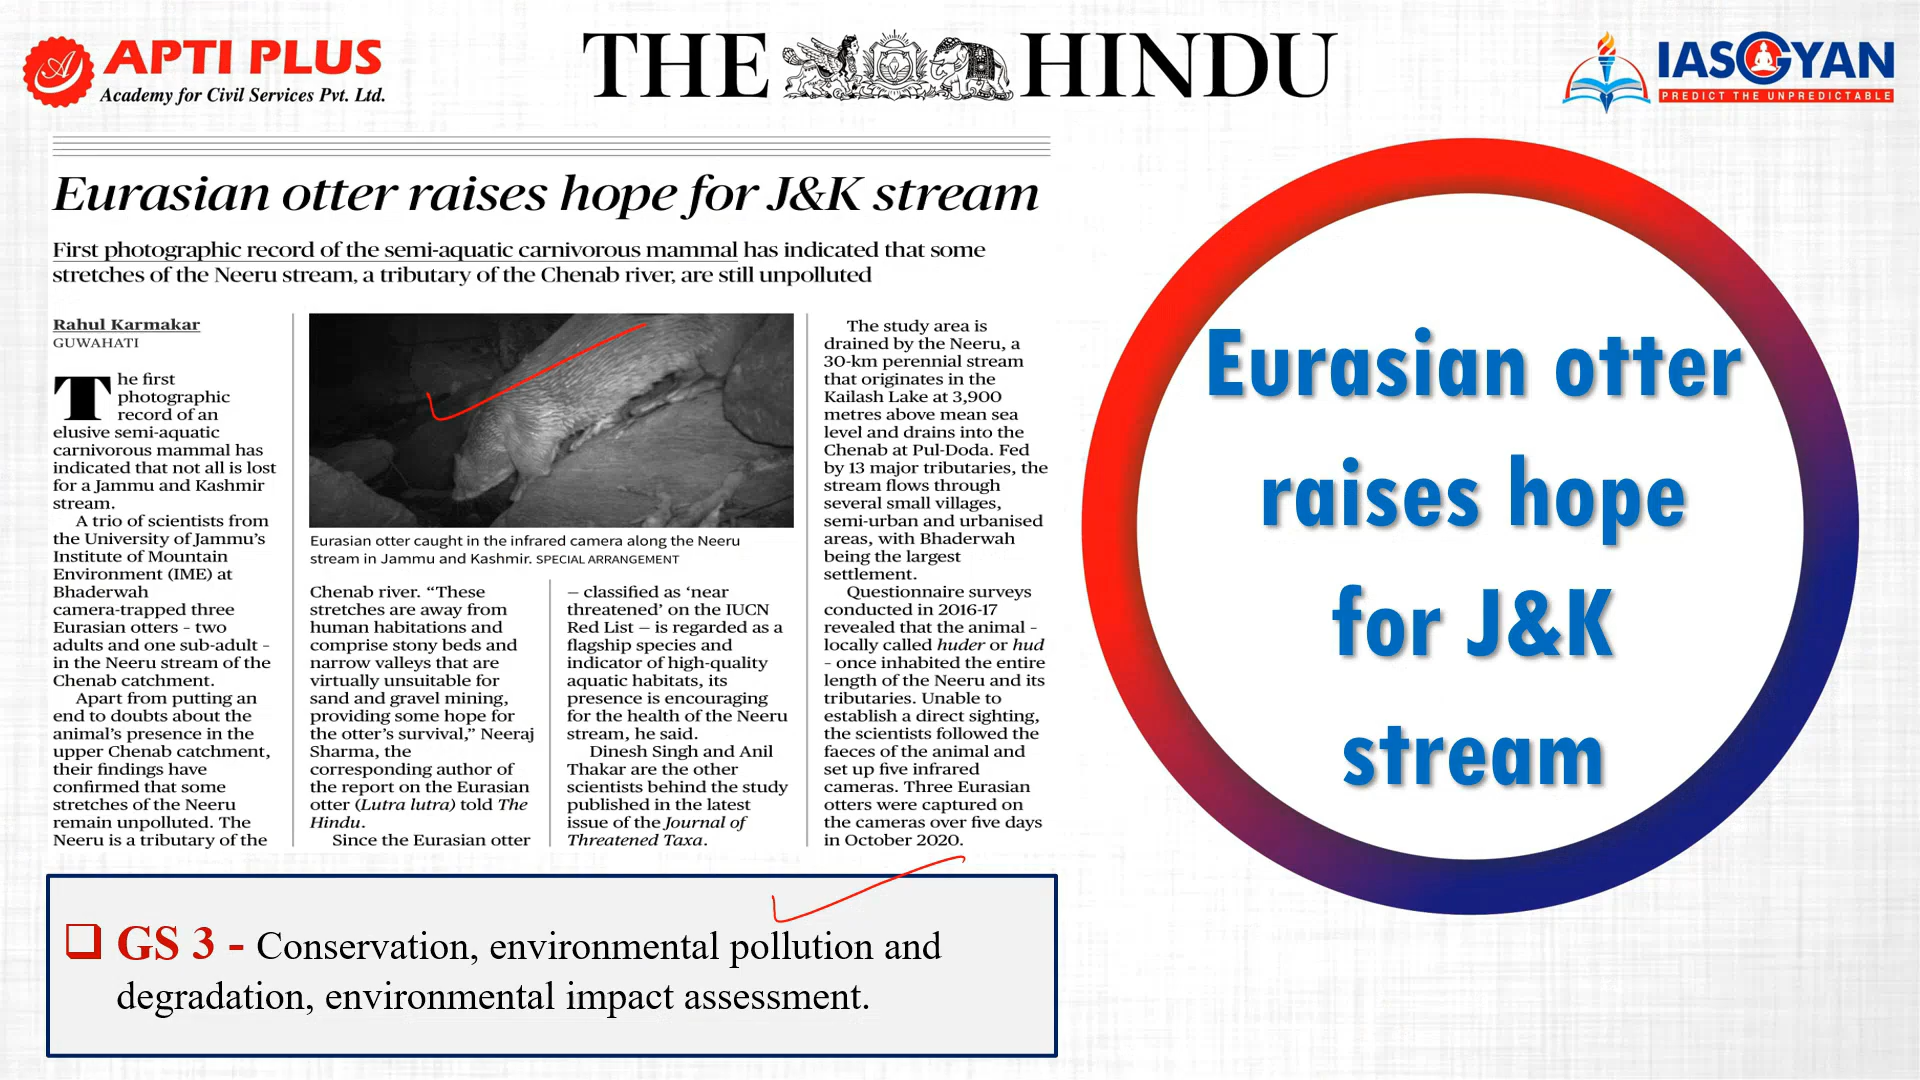 APTI PLUS
Academy for Civil Services Pvt. Ltd.
THE HINDU
IASGYAN
PREDICT THE UNPREDICTABLE
Eurasian otter raises hope for J&K stream
First photographic record of the semi-aquatic carnivorous mammal has indicated that some
stretches of the Neeru stream, a tributary of the Chenab river, are still unpolluted
Rahul Karmakar
GUWAHATI
The first
photographic
record of an
elusive semi-aquatic
carnivorous mammal has
indicated that not all is lost
for a Jammu and Kashmir
stream.
A trio of scientists from
the University of Jammu's
Institute of Mountain
Environment (IME) at
Bhaderwah
camera-trapped three
Eurasian otters – two
adults and one sub-adult –
in the Neeru stream of the
Chenab catchment.
Apart from putting an
end to doubts about the
animal's presence in the
upper Chenab catchment,
their findings have
confirmed that some
stretches of the Neeru
remain unpolluted. The
Neeru is a tributary of the
Eurasian otter caught in the infrared camera along the Neeru
stream in Jammu and Kashmir. SPECIAL ARRANGEMENT
Chenab river. “These
stretches are away from
human habitations and
comprise stony beds and
narrow valleys that are
virtually unsuitable for
sand and gravel mining,
providing some hope for
the otter's survival,” Neeraj
Sharma, the
corresponding author of
the report on the Eurasian
otter (Lutra lutra) told The
Hindu.
Since the Eurasian otter
— classified as ‘near
threatened’ on the IUCN
Red List — is regarded as a
flagship species and
indicator of high-quality
aquatic habitats, its
presence is encouraging
for the health of the Neeru
stream, he said.
Dinesh Singh and Anil
Thakar are the other
scientists behind the study
published in the latest
issue of the Journal of
Threatened Taxa.
The study area is
drained by the Neeru, a
30-km perennial stream
that originates in the
Kailash Lake at 3,900
metres above mean sea
level and drains into the
Chenab at Pul-Doda. Fed
by 13 major tributaries, the
stream flows through
several small villages,
semi-urban and urbanised
areas, with Bhaderwah
being the largest
settlement.
Questionnaire surveys
conducted in 2016-17
revealed that the animal –
locally called huder or hud
– once inhabited the entire
length of the Neeru and its
tributaries. Unable to
establish a direct sighting,
the scientists followed the
faeces of the animal and
set up five infrared
cameras. Three Eurasian
otters were captured on
the cameras over five days
in October 2020.
Eurasian otter
raises hope
for J&K
stream
GS 3 - Conservation, environmental pollution and
degradation, environmental impact assessment.